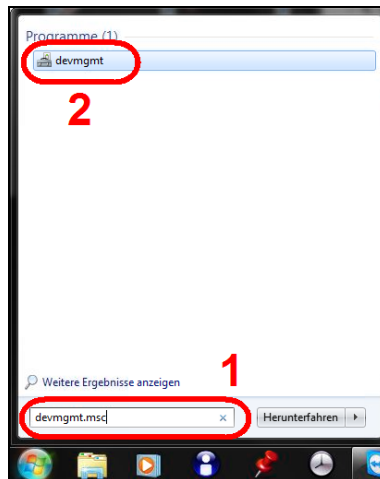 Programme (1)
devmgmt
2
Weitere Ergebnisse anzeigen
1
devmgmt.msc
Herunterfahren